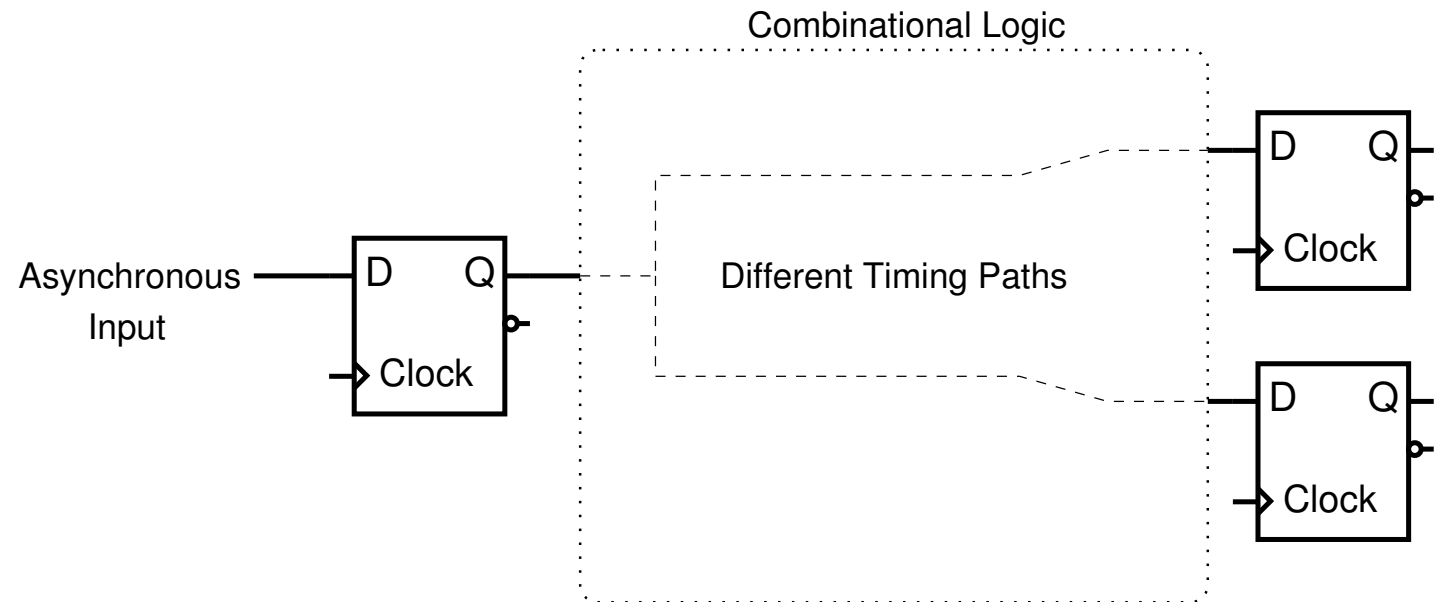 Combinational Logic
D Q
Clock
Asynchronous
Input
D Q
Clock
Different Timing Paths
D Q
Clock